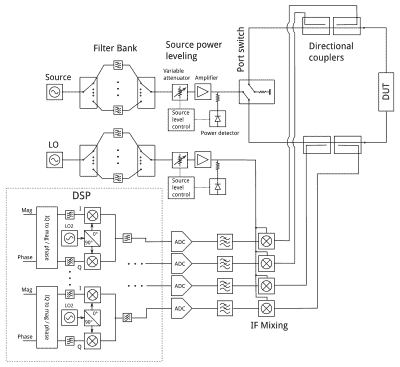 Filter Bank
Source power
leveling
Port switch
Directional
couplers
Source
Variable
attenuator
Amplifier
Source
level
control
Power detector
DUT
LO
Source
level
control
DSP
Mag
IQ to mag / phase
I
LO2
0°
90°
Phase
Q
ADC
ADC
Mag
IQ to mag / phase
I
LO2
0°
90°
Phase
Q
ADC
ADC
IF Mixing